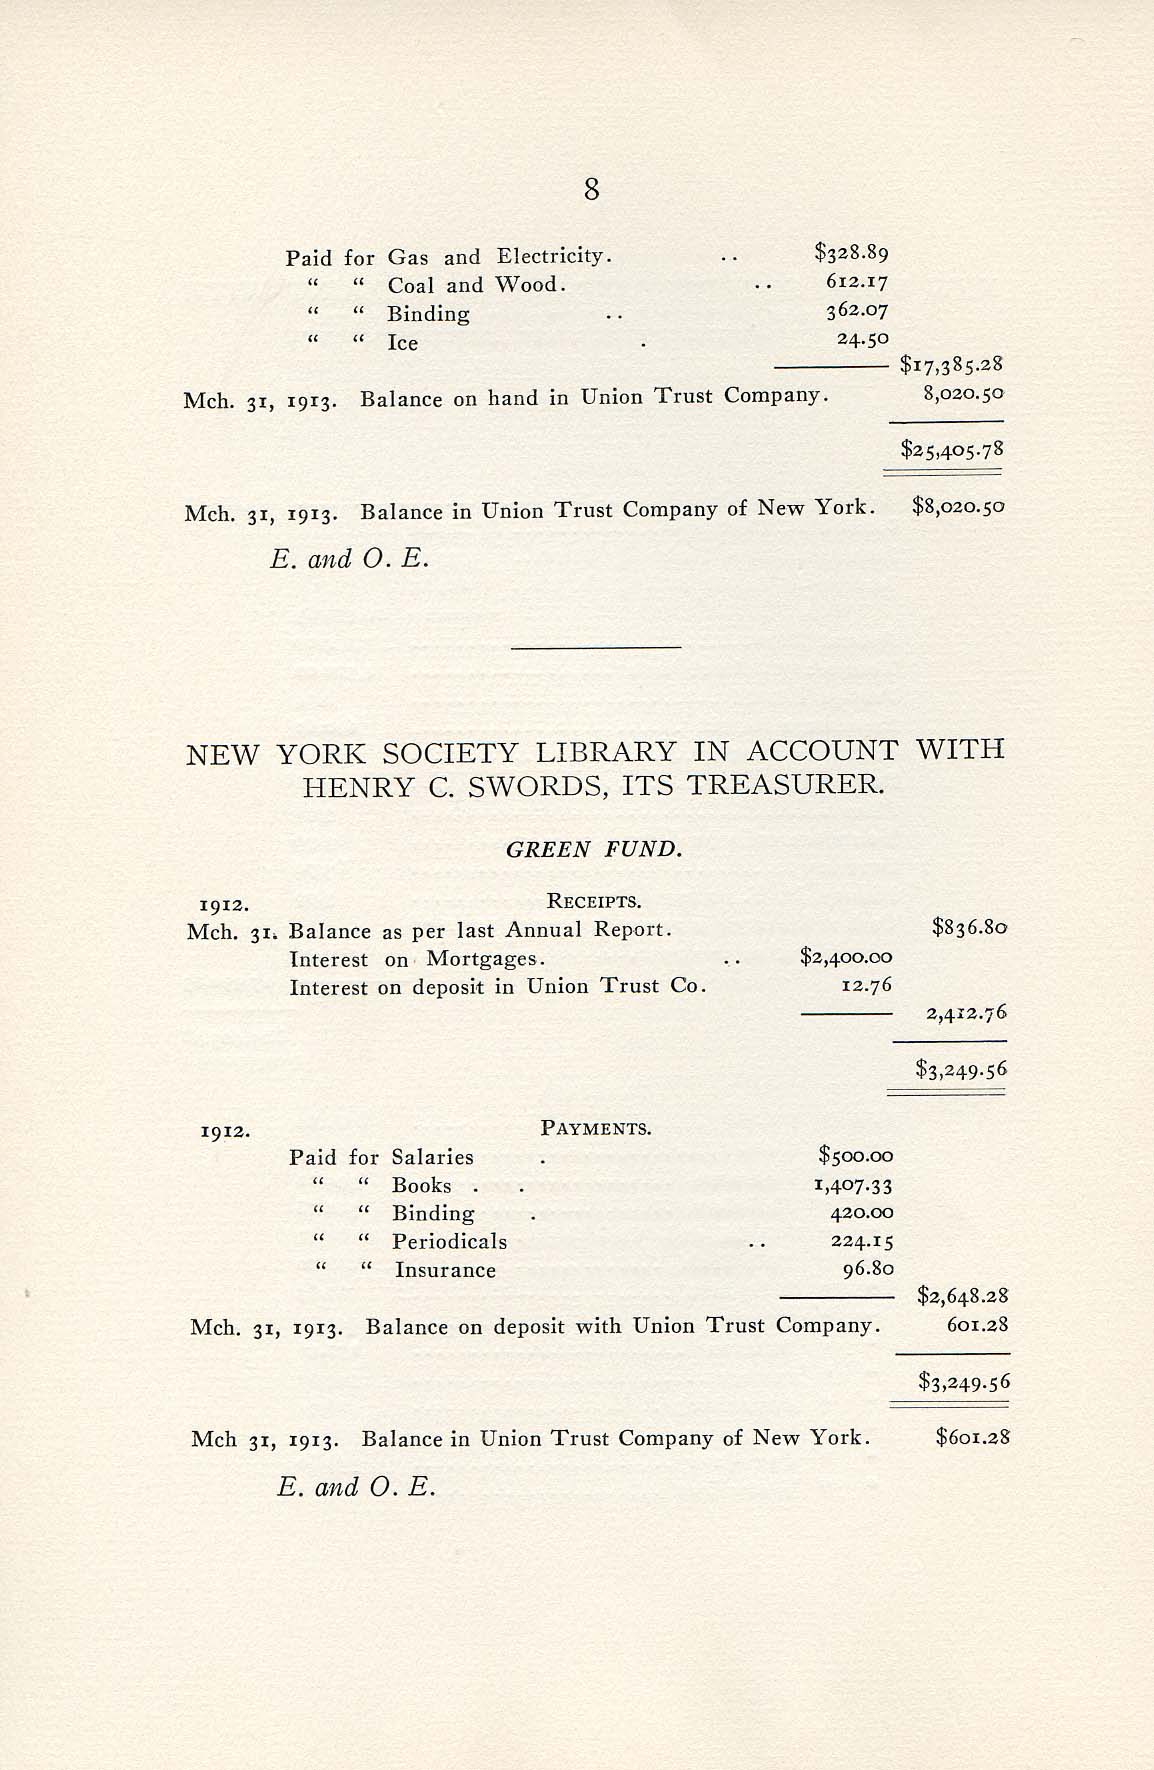 8
Paid for Gas and Electricity. .. $328.89
“ “ Coal and Wood. .. 612.17
“ “ Binding .. 362.07
“ “ Ice . 24.50
$17,385.28
Mch. 31, 1913. Balance on hand in Union Trust Company. 8,020.50
$25,405.78
Mch. 31, 1913. Balance in Union Trust Company of New York. $8,020.50
E. and O. E.
NEW YORK SOCIETY LIBRARY IN ACCOUNT WITH
HENRY C. SWORDS, ITS TREASURER.
GREEN FUND.
1912. RECEIPTS.
Mch. 31. Balance as per last Annual Report. $836.80
Interest on Mortgages. .. $2,400.00
Interest on deposit in Union Trust Co. 12.76
2,412.76
$3,249.56
1912. PAYMENTS.
Paid for Salaries . $500.00
“ “ Books . . 1,407.33
“ “ Binding . 420.00
“ “ Periodicals .. 224.15
“ “ Insurance 96.80
$2,648.28
Mch. 31, 1913. Balance on deposit with Union Trust Company. 601.28
$3,249.56
Mch 31, 1913. Balance in Union Trust Company of New York. $601.28
E. and O. E.